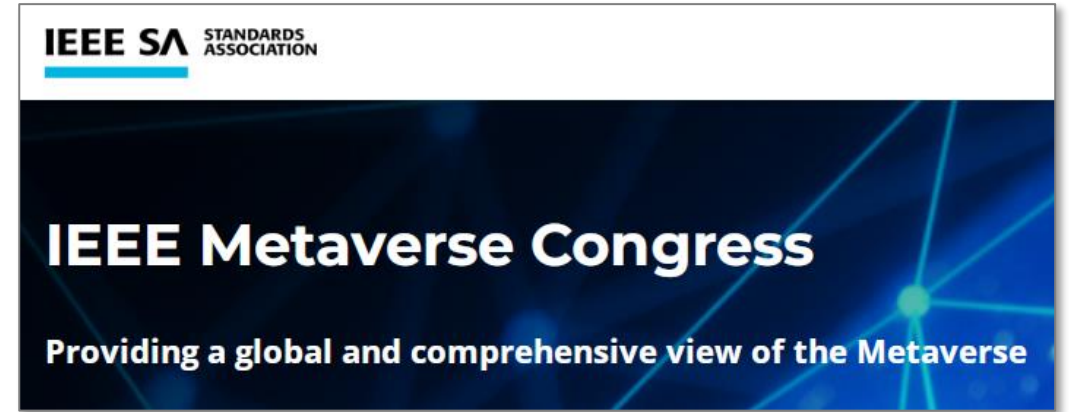 IEEE SA STANDARDS
ASSOCIATION
IEEE Metaverse Congress
Providing a global and comprehensive view of the Metaverse